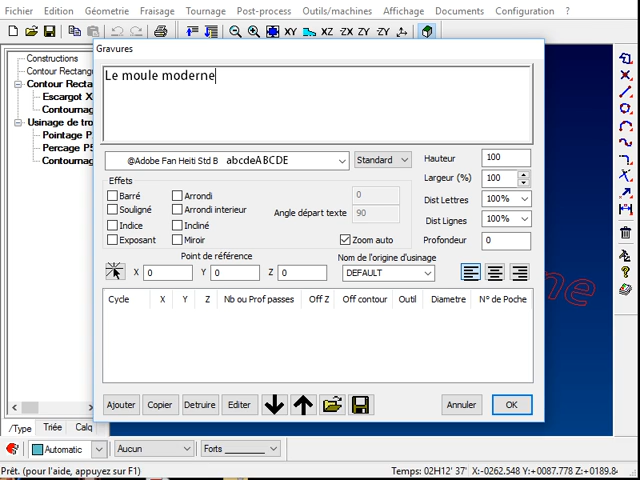 Fichier Edition Géométrie Fraisage Tournage Post-process Outils/machines Affichage Documents Configuration ?
XY XZ ZX ZY ZY
Gravures
Constructions
Contour Rectang
Contour Recta
Escargot X
Contournag
Usinage de tro
Pointage P
Percage P5
Contournag
Le moule moderne
@Adobe Fan Heiti Std B abcdeABCDE
Standard
Hauteur 100
Largeur (%) 100
Dist Lettres 100%
Dist Lignes 100%
Profondeur 0
Effets
Barré
Souligné
Indice
Exposant
Arrondi
Arrondi interieur
Incliné
Miroir
0
Angle départ texte 90
Zoom auto
Point de référence
X 0 Y 0 Z 0
Nom de l'origine d'usinage
DEFAULT
Cycle X Y Z Nb ou Prof passes Off Z Off contour Outil Diametre N° de Poche
ne
Ajouter Copier Detruire Editer Annuler OK
/Type Triée Calq
Automatic Aucun Forts
Prêt. (pour l'aide, appuyez sur F1) Temps: 02H12' 37" X:-0262.548 Y:+0087.778 Z:+0189.8